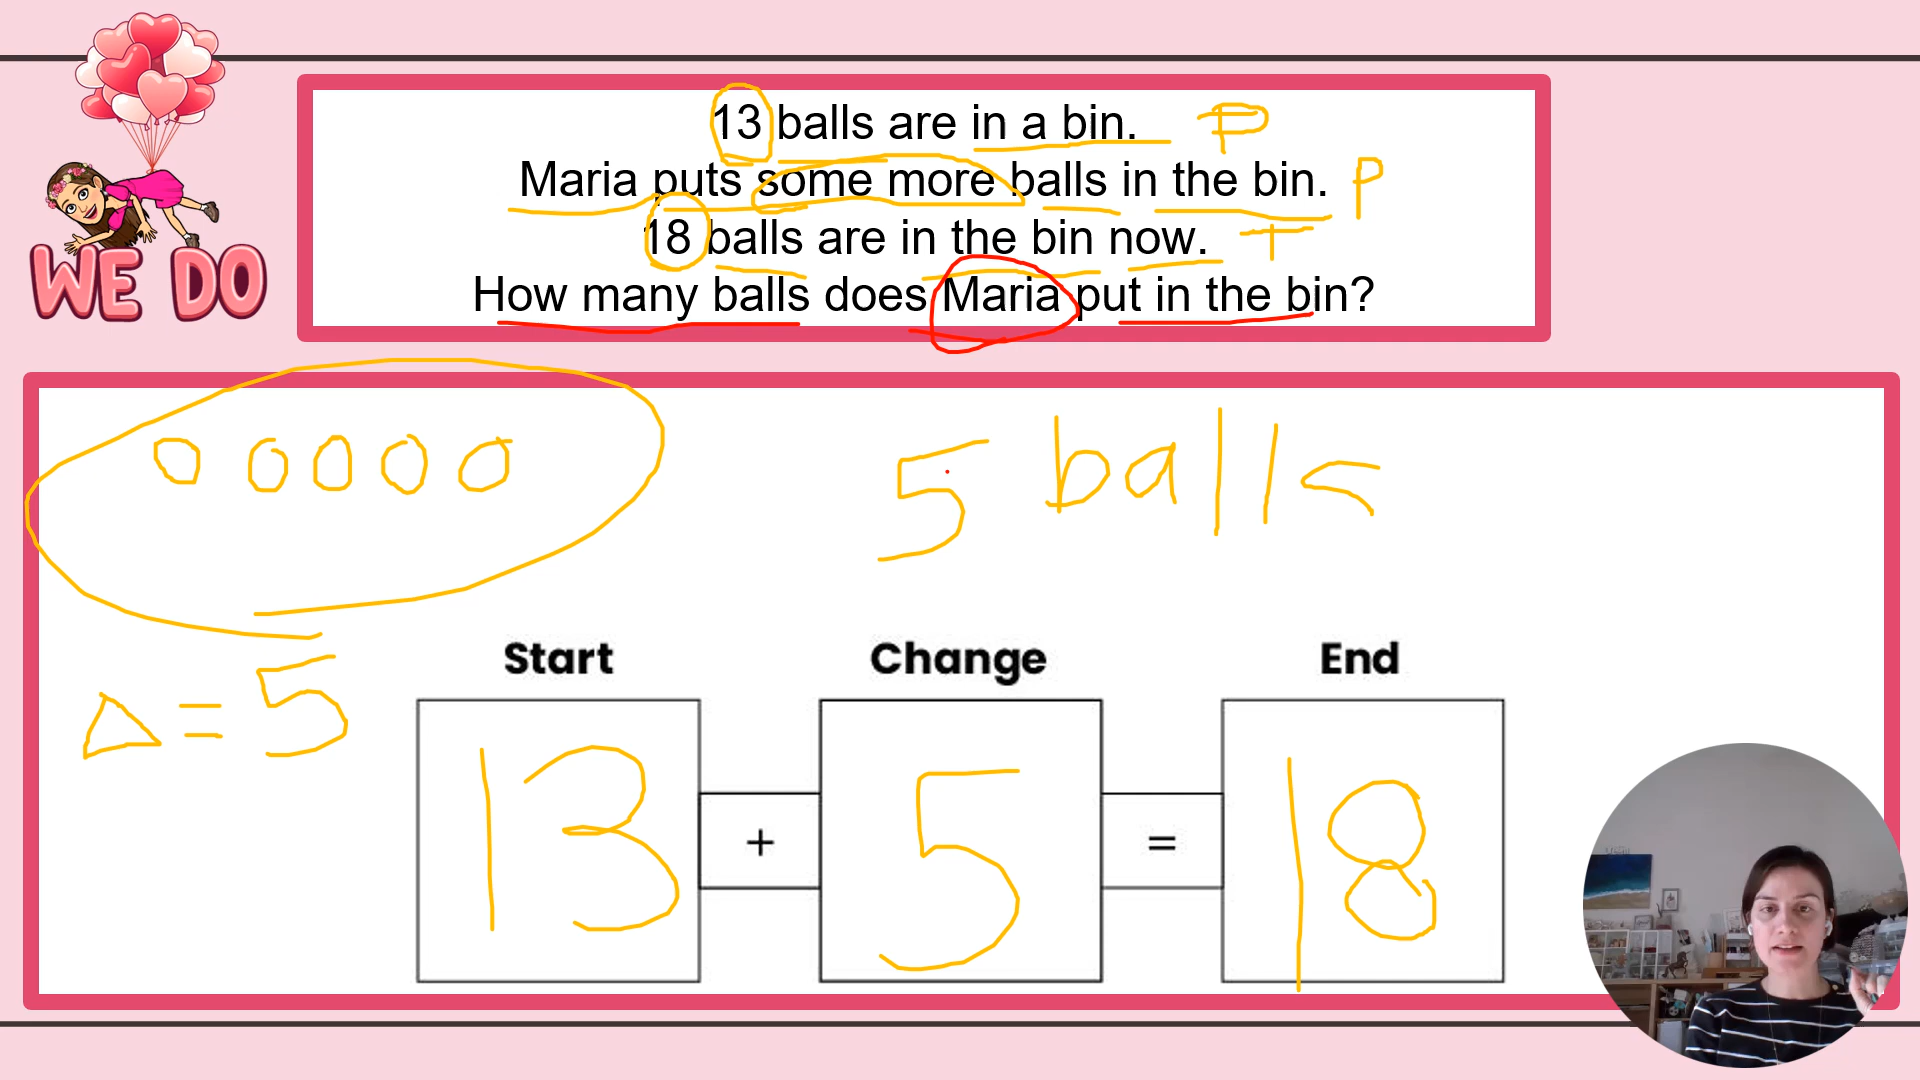 WE DO
13 balls are in a bin. P
Maria puts some more balls in the bin. P
18 balls are in the bin now. T
How many balls does Maria put in the bin?
5 balls
Δ = 5
Start Change End
13 + 5 = 18